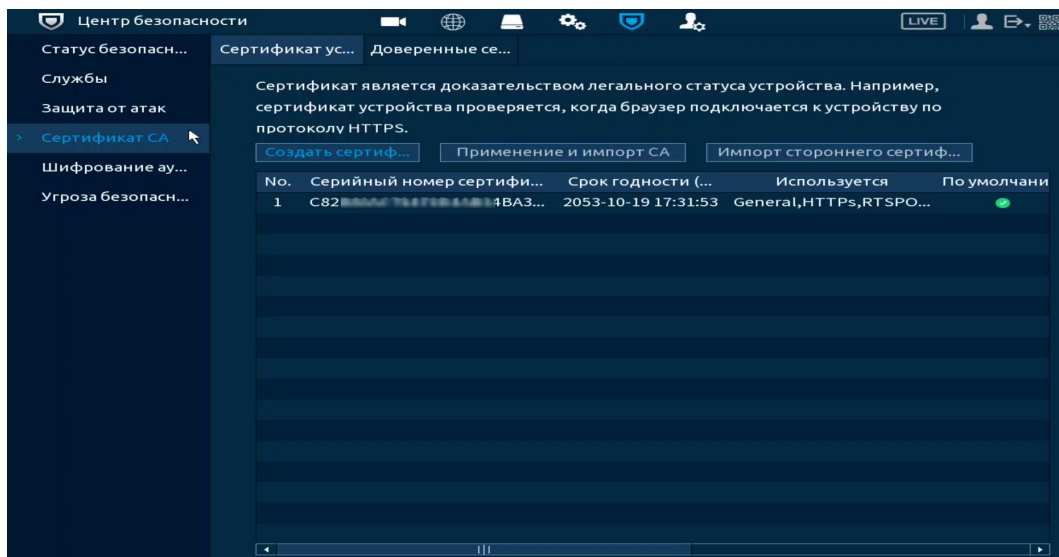 Центр безопасности
LIVE
Статус безопасн...
Службы
Защита от атак
> Сертификат CA
Шифрование ау...
Угроза безопасн...
Сертификат ус...
Доверенные се...
Сертификат является доказательством легального статуса устройства. Например,
сертификат устройства проверяется, когда браузер подключается к устройству по
протоколу HTTPS.
Создать сертиф...
Применение и импорт CA
Импорт стороннего сертиф...
No. Серийный номер сертифи... Срок годности (... Используется По умолчани
1 C82 4BA3... 2053-10-19 17:31:53 General,HTTPs,RTSPO...